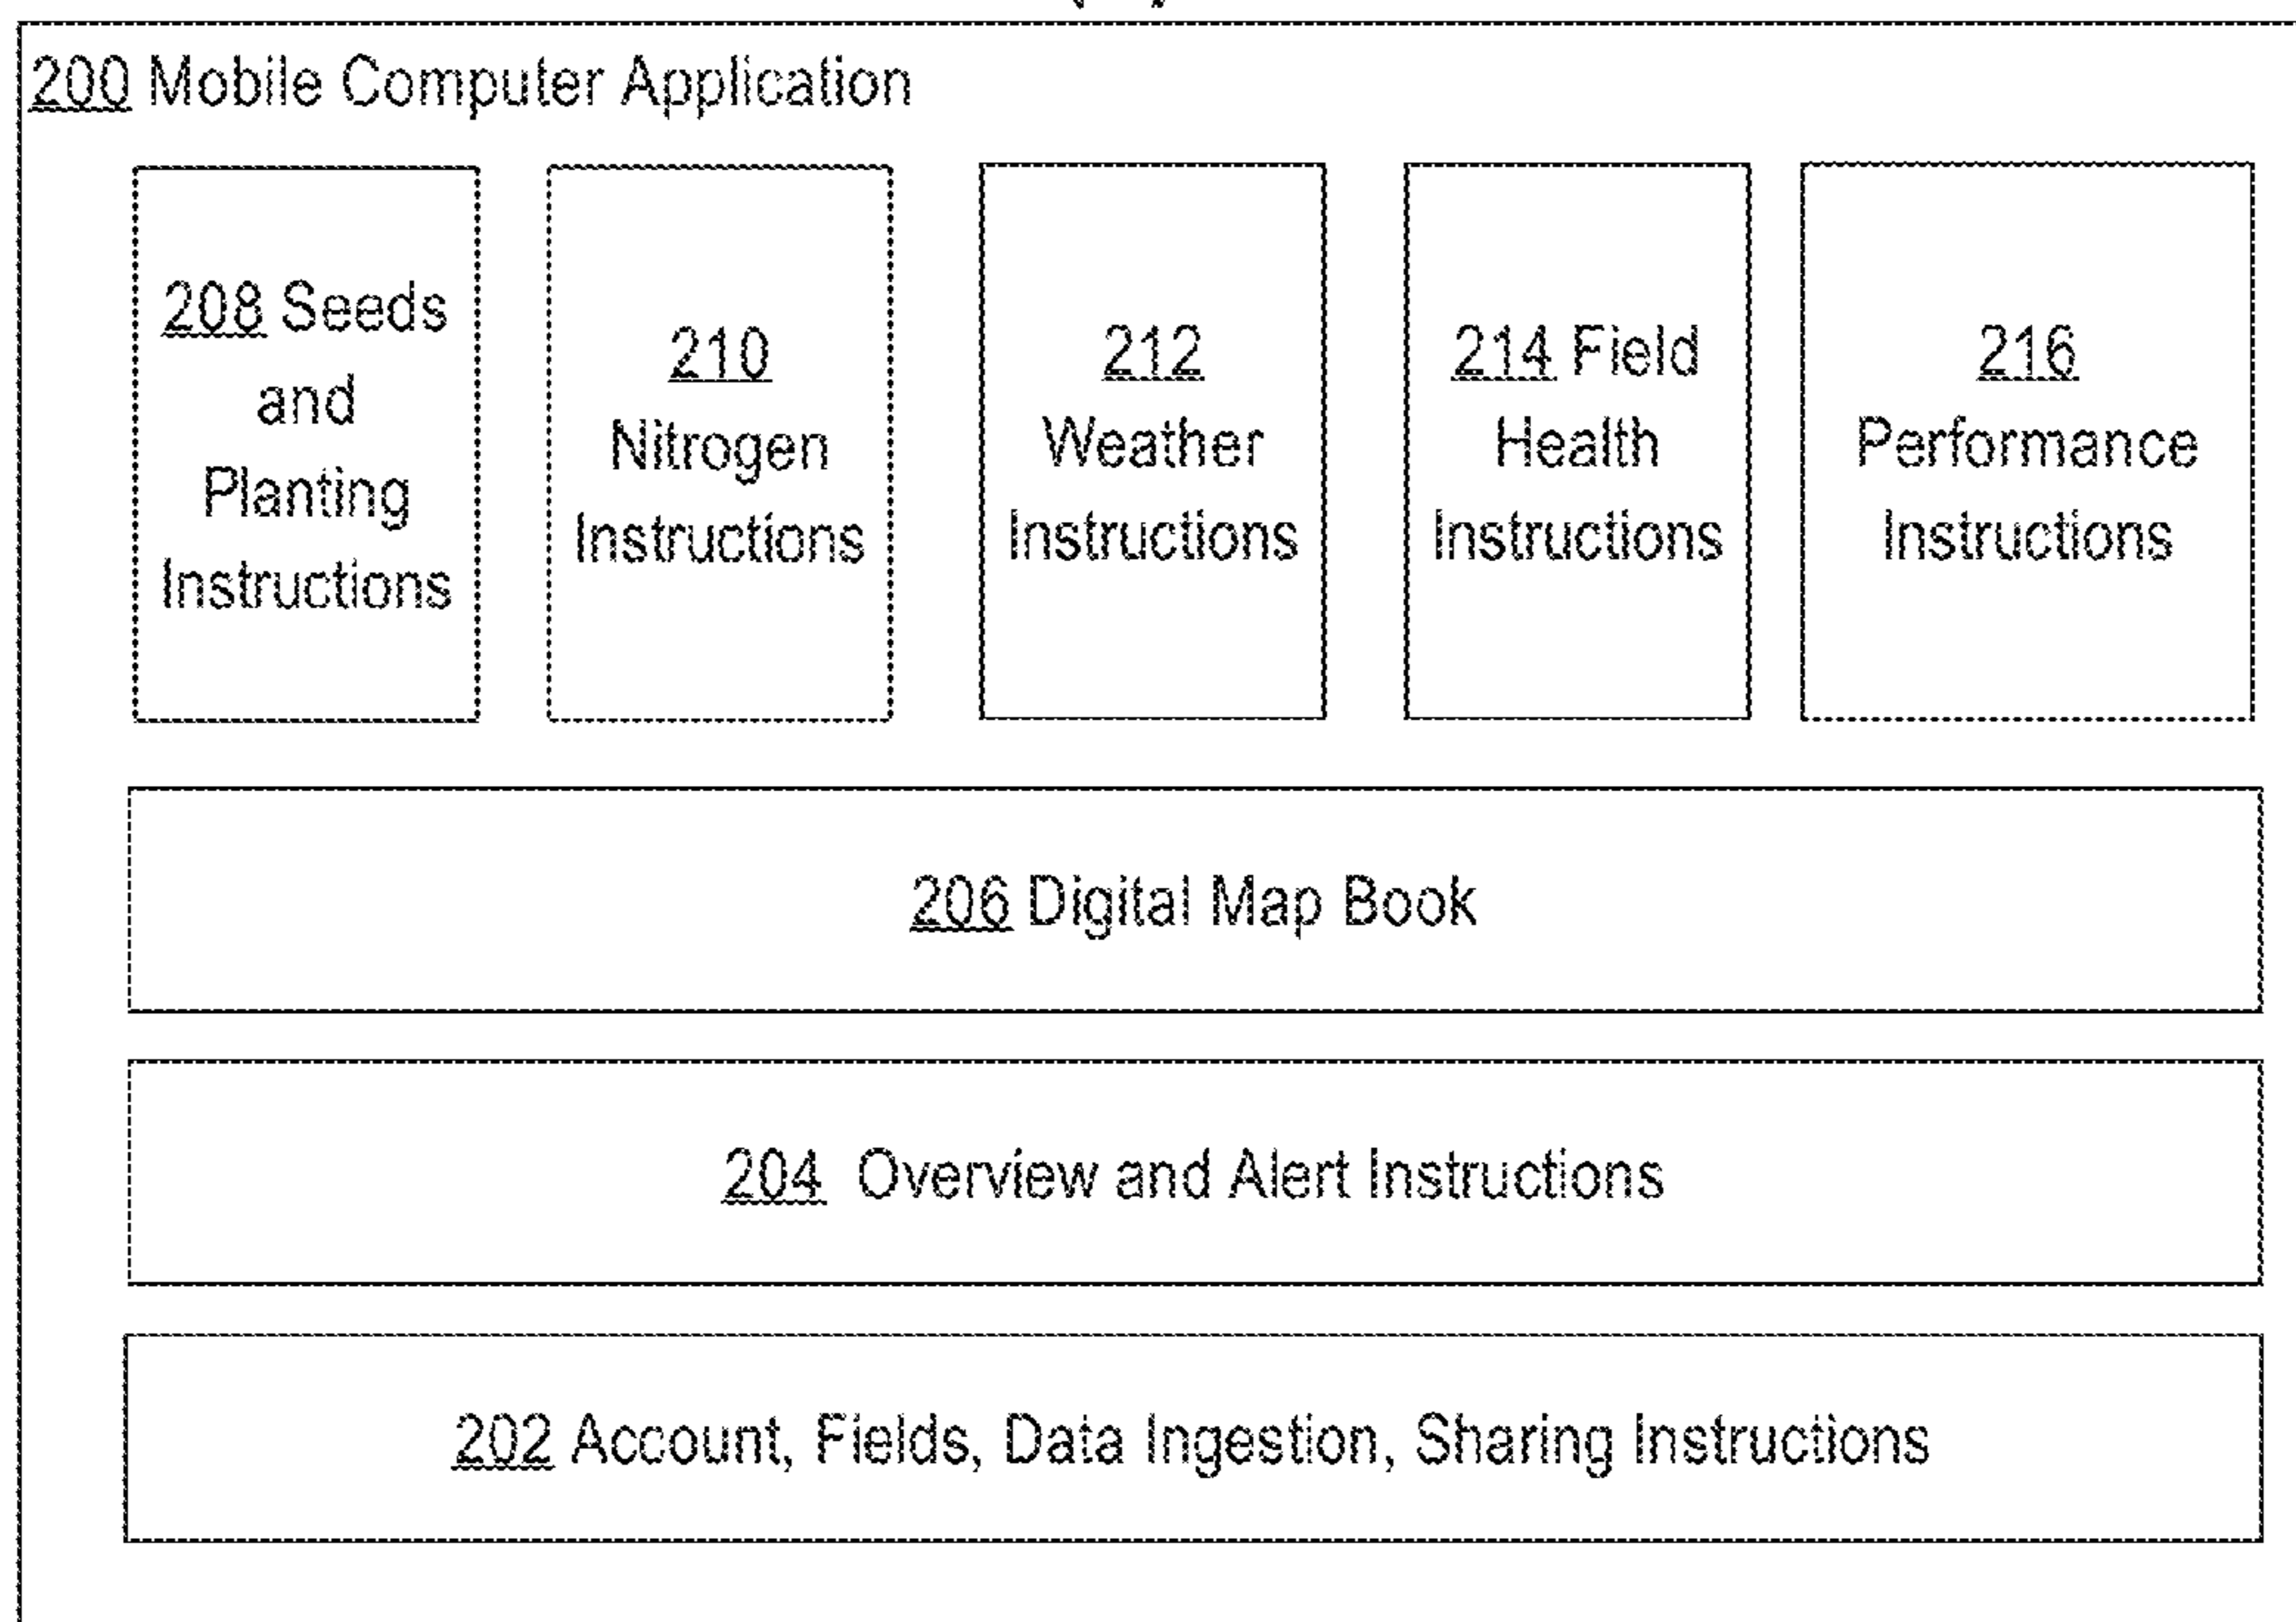 200 Mobile Computer Application
208 Seeds
and
Planting
Instructions
210
Nitrogen
Instructions
212
Weather
Instructions
214 Field
Health
Instructions
216
Performance
Instructions
206 Digital Map Book
204 Overview and Alert Instructions
202 Account, Fields, Data Ingestion, Sharing Instructions